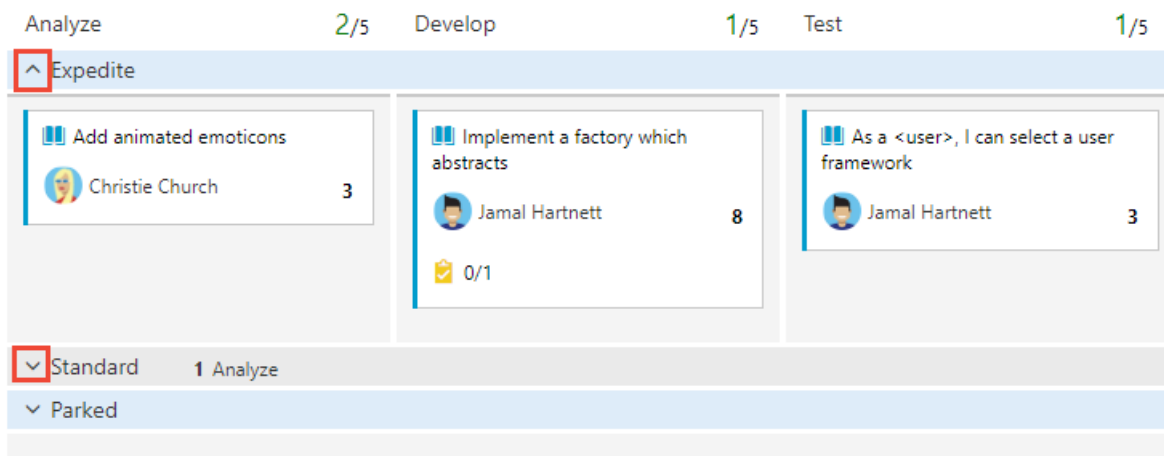 Analyze 2/5 Develop 1/5 Test 1/5
Expedite
Add animated emoticons
Christie Church 3
Implement a factory which
abstracts
Jamal Hartnett 8
0/1
As a <user>, I can select a user
framework
Jamal Hartnett 3
Standard 1 Analyze
Parked